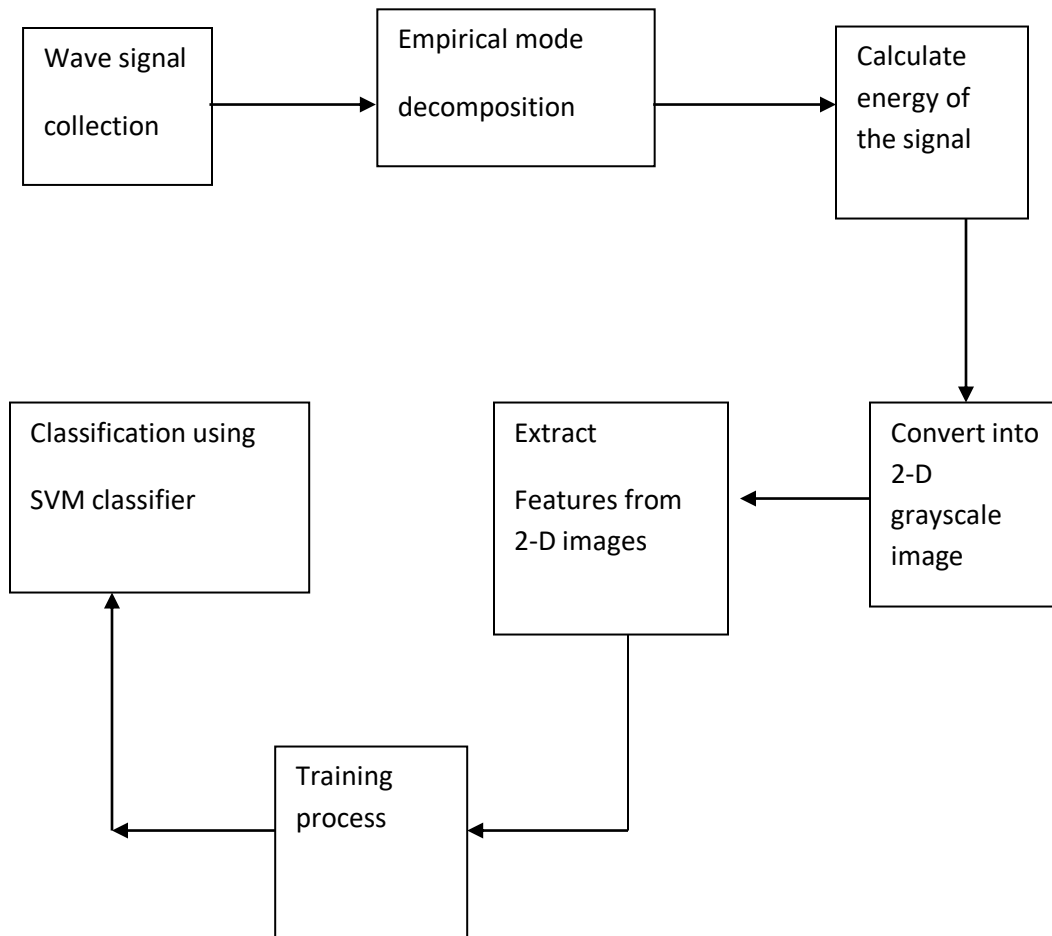 Wave signal
collection
Empirical mode
decomposition
Calculate
energy of
the signal
Convert into
2-D
grayscale
image
Extract
Features from
2-D images
Training
process
Classification using
SVM classifier